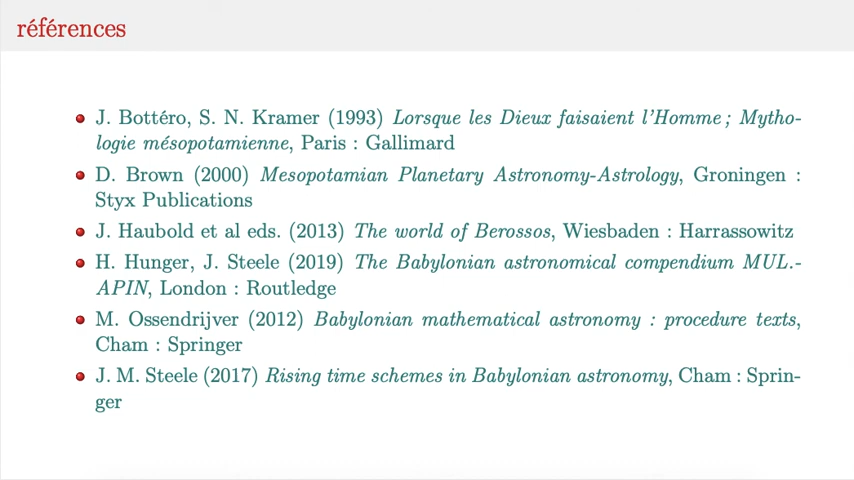 références
J. Bottéro, S. N. Kramer (1993) Lorsque les Dieux faisaient l'Homme ; Mytho-
logie mésopotamienne, Paris : Gallimard
D. Brown (2000) Mesopotamian Planetary Astronomy-Astrology, Groningen :
Styx Publications
J. Haubold et al eds. (2013) The world of Berossos, Wiesbaden : Harrassowitz
H. Hunger, J. Steele (2019) The Babylonian astronomical compendium MUL.-
APIN, London : Routledge
M. Ossendrijver (2012) Babylonian mathematical astronomy : procedure texts,
Cham : Springer
J. M. Steele (2017) Rising time schemes in Babylonian astronomy, Cham : Sprin-
ger